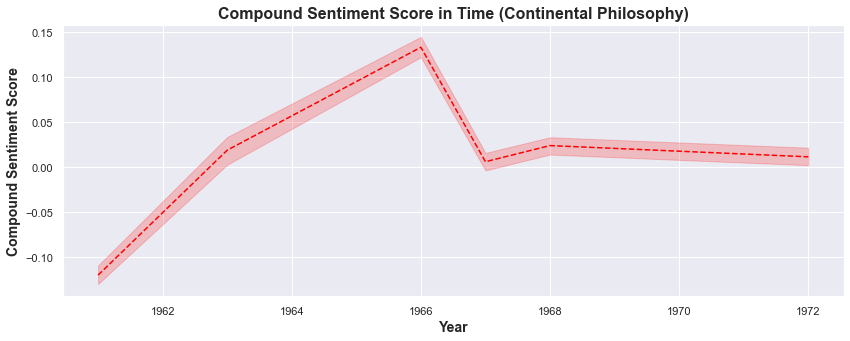 Compound Sentiment Score in Time (Continental Philosophy)
Compound Sentiment Score
0.15
0.10
0.05
0.00
−0.05
−0.10
1962 1964 1966 1968 1970 1972
Year